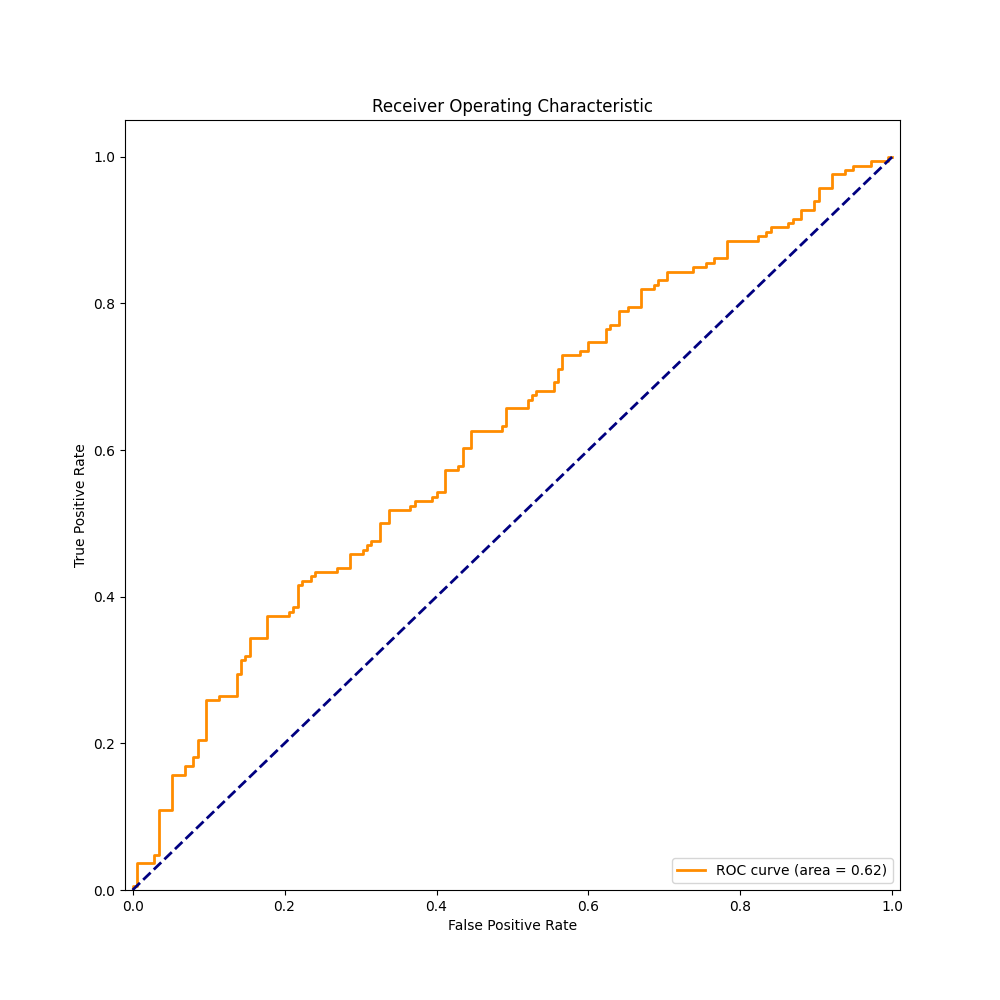 Receiver Operating Characteristic
1.0
0.8
0.6
0.4
0.2
0.0
True Positive Rate
ROC curve (area = 0.62)
0.0 0.2 0.4 0.6 0.8 1.0
False Positive Rate